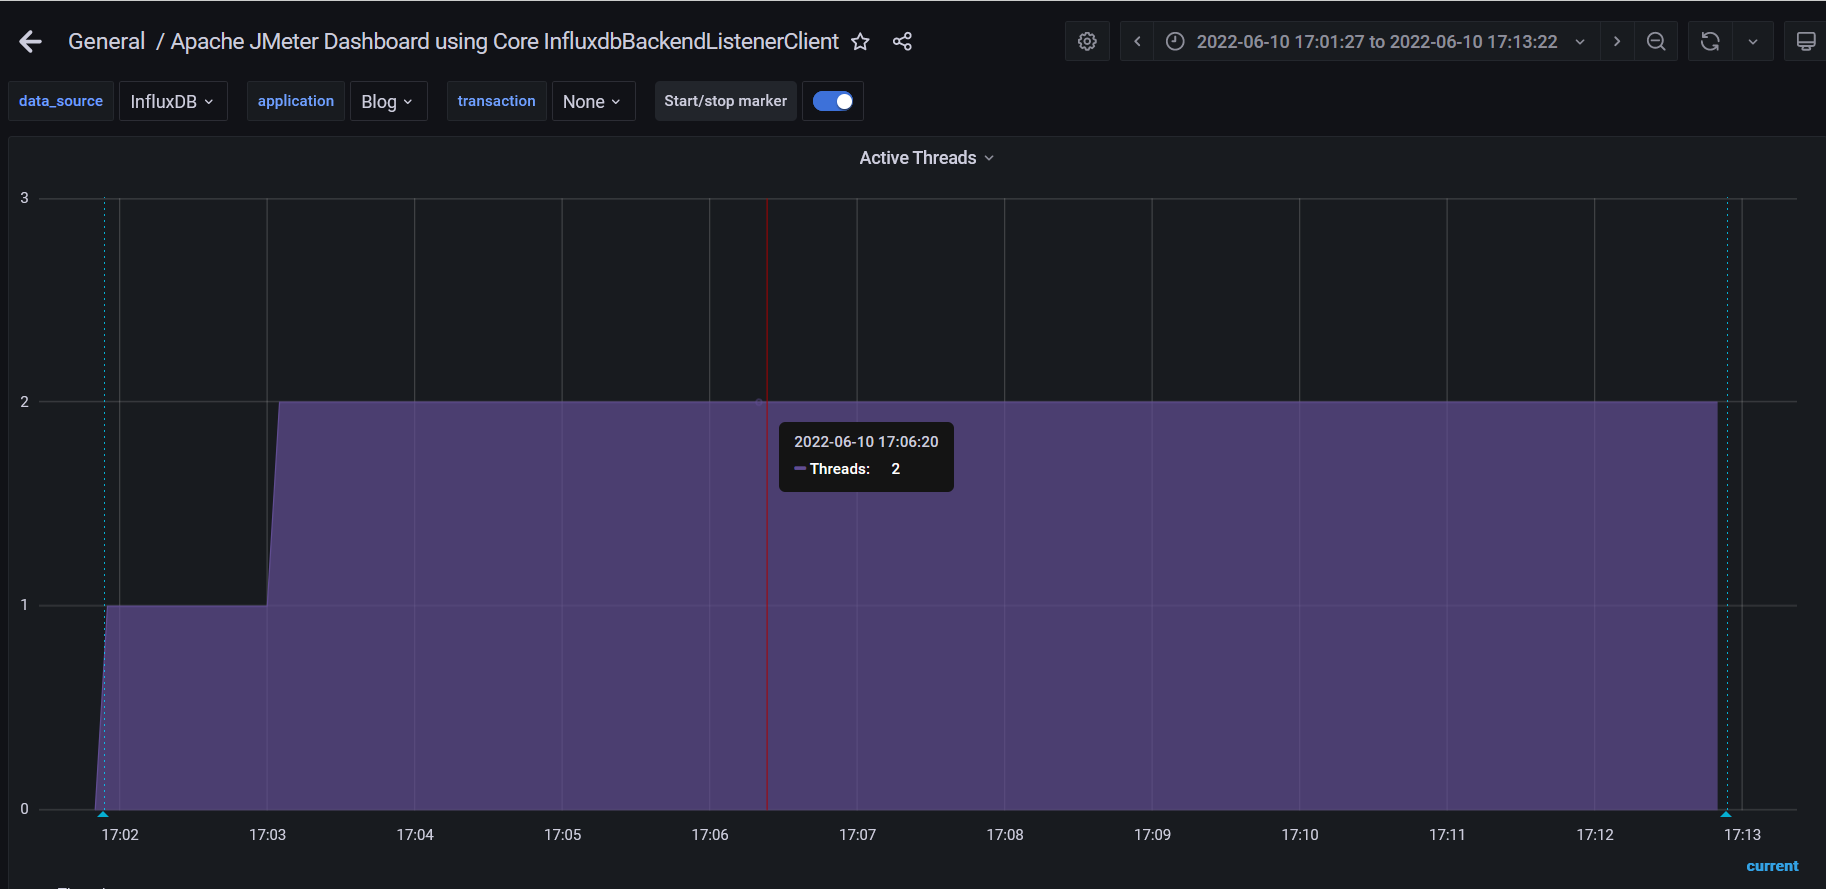 General / Apache JMeter Dashboard using Core InfluxdbBackendListenerClient
2022-06-10 17:01:27 to 2022-06-10 17:13:22
data_source InfluxDB application Blog transaction None Start/stop marker
Active Threads
3
2
2022-06-10 17:06:20
Threads: 2
1
0
17:02 17:03 17:04 17:05 17:06 17:07 17:08 17:09 17:10 17:11 17:12 17:13
current